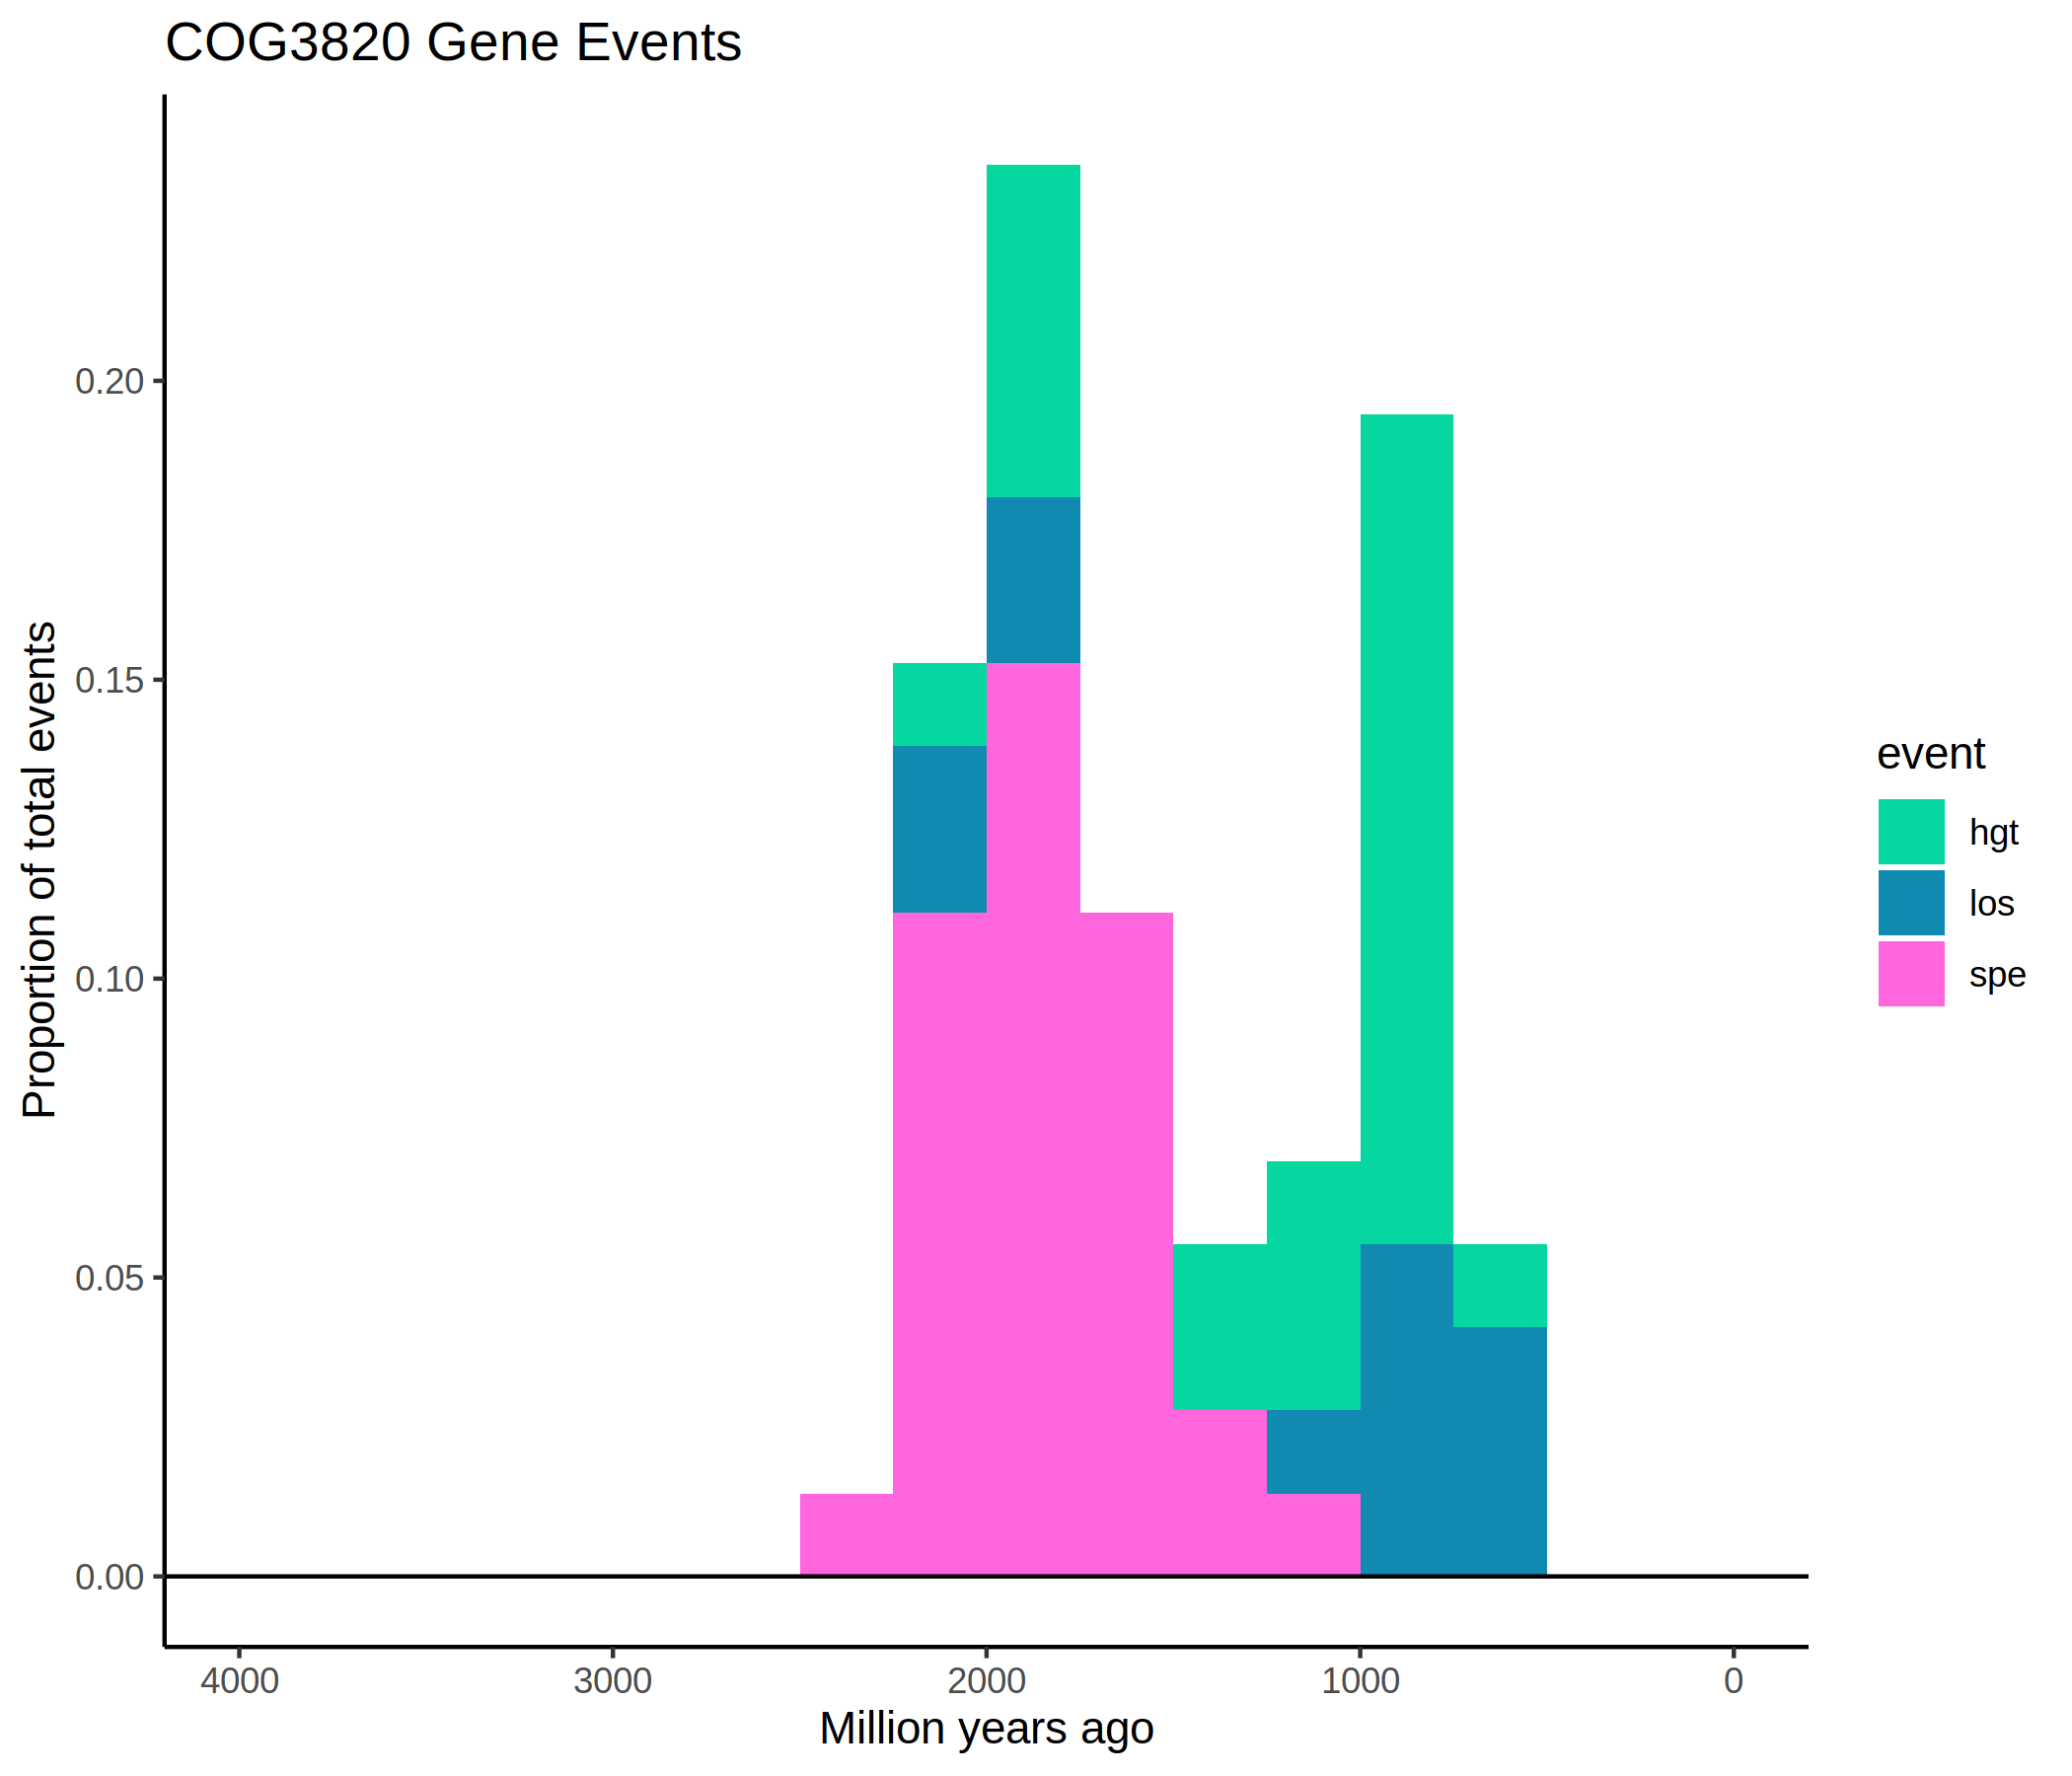 COG3820 Gene Events
Proportion of total events
0.20
0.15
0.10
0.05
0.00
4000 3000 2000 1000 0
Million years ago
event
hgt
los
spe